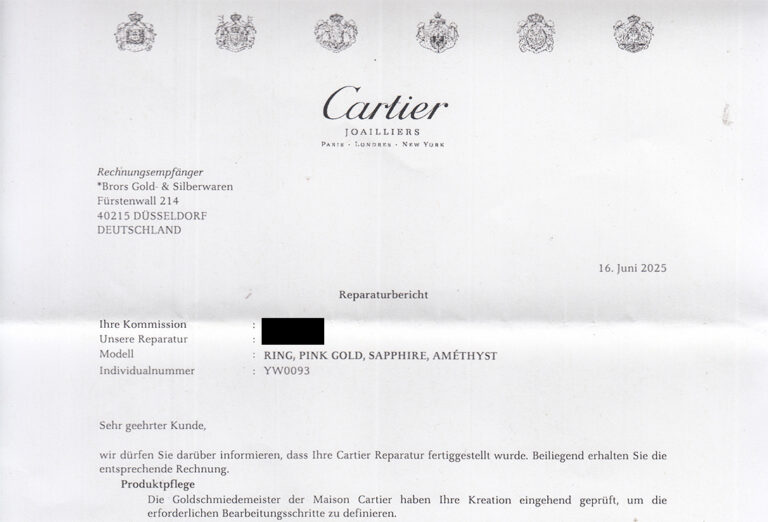 Cartier
JOAILLIERS
PARIS · LONDRES · NEW YORK
Rechnungsempfänger
*Brors Gold- & Silberwaren
Fürstenwall 214
40215 DÜSSELDORF
DEUTSCHLAND
16. Juni 2025
Reparaturbericht
Ihre Kommission :
Unsere Reparatur :
Modell : RING, PINK GOLD, SAPPHIRE, AMÉTHYST
Individualnummer : YW0093
Sehr geehrter Kunde,
wir dürfen Sie darüber informieren, dass Ihre Cartier Reparatur fertiggestellt wurde. Beiliegend erhalten Sie die
entsprechende Rechnung.
Produktpflege
Die Goldschmiedemeister der Maison Cartier haben Ihre Kreation eingehend geprüft, um die
erforderlichen Bearbeitungsschritte zu definieren.